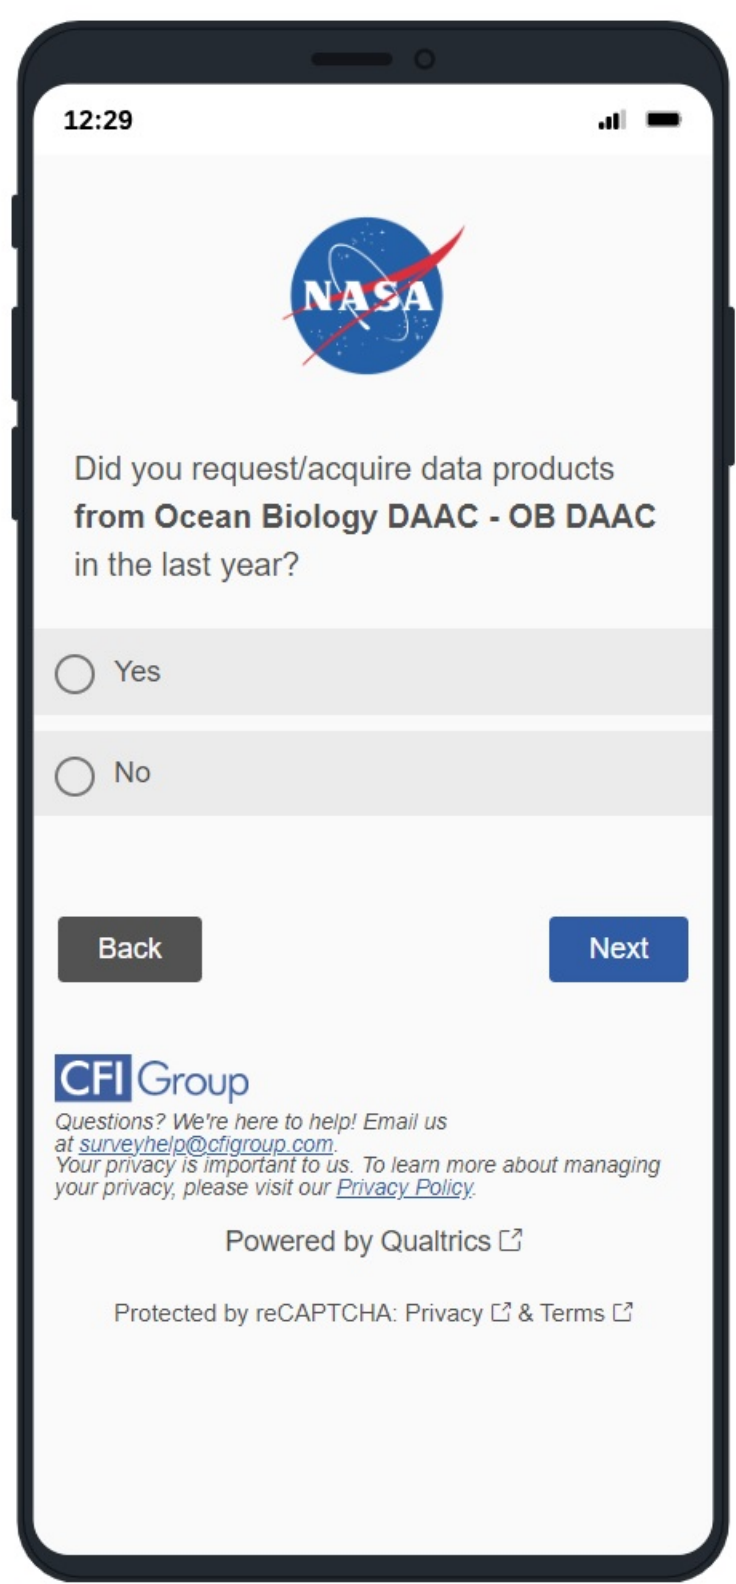 12:29
NASA
Did you request/acquire data products
from Ocean Biology DAAC - OB DAAC
in the last year?
Yes
No
Back
Next
CFI Group
Questions? We're here to help! Email us
at surveyhelp@cfigroup.com.
Your privacy is important to us. To learn more about managing
your privacy, please visit our Privacy Policy.
Powered by Qualtrics
Protected by reCAPTCHA: Privacy & Terms